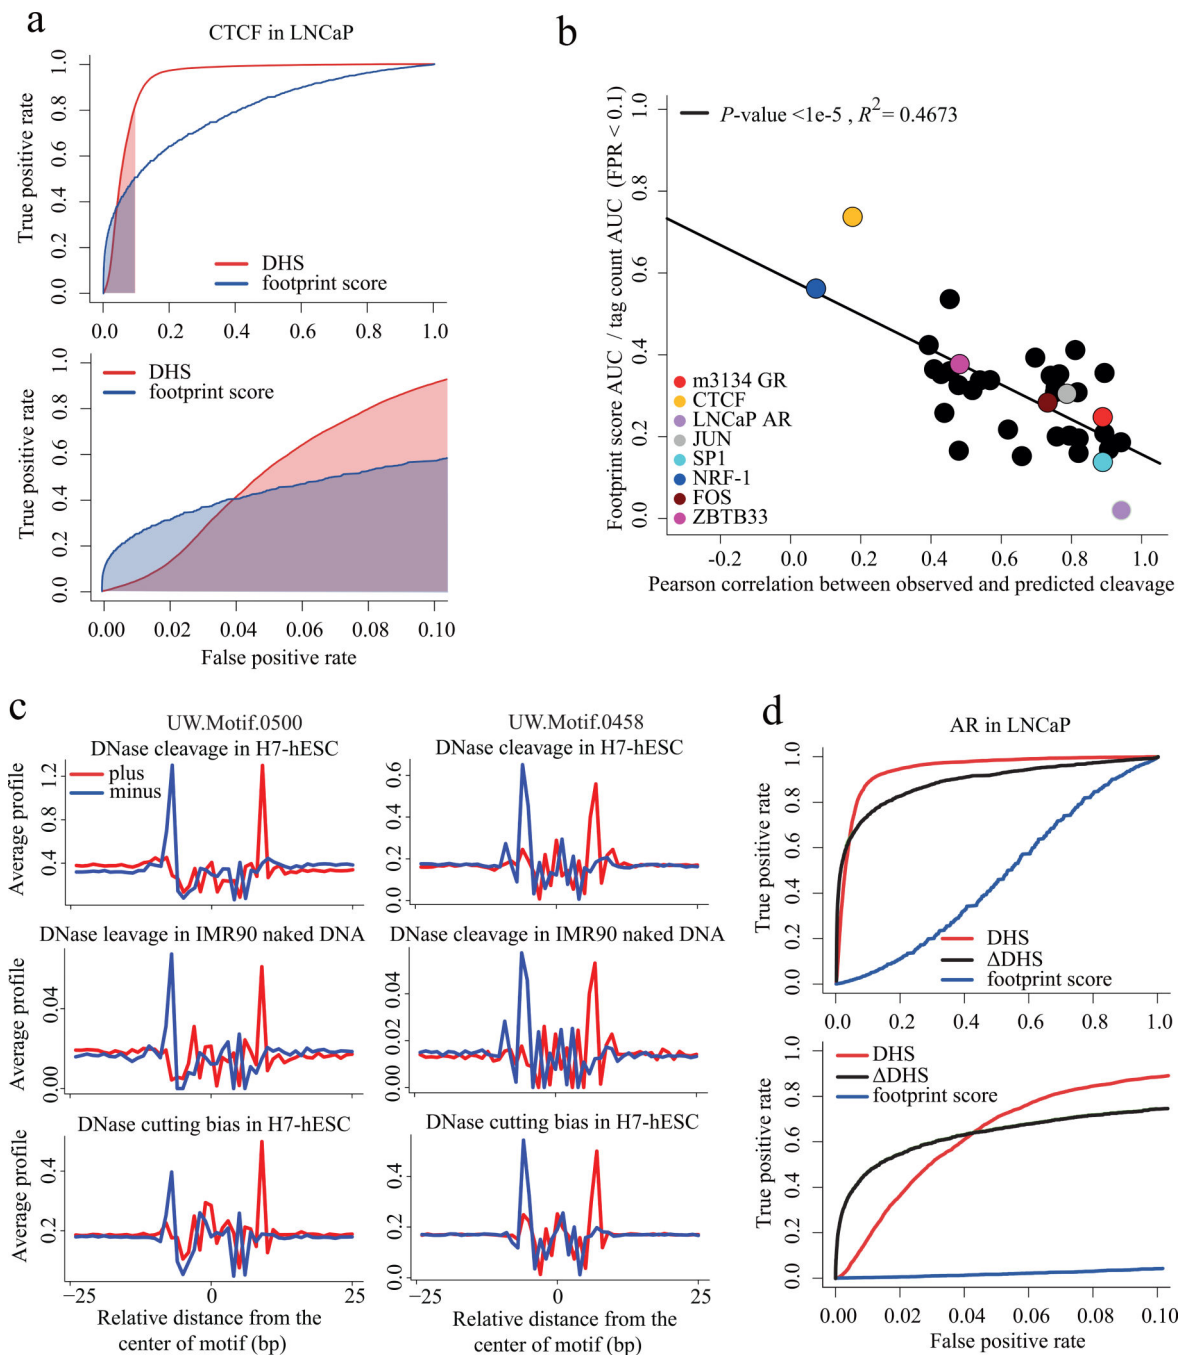 a
CTCF in LNCaP
True positive rate
0.0 0.2 0.4 0.6 0.8 1.0
DHS
footprint score
0.0 0.2 0.4 0.6 0.8 1.0
True positive rate
0.0 0.2 0.4 0.6 0.8 1.0
DHS
footprint score
0.00 0.02 0.04 0.06 0.08 0.10
False positive rate
b
Footprint score AUC / tag count AUC (FPR < 0.1)
0.0 0.2 0.4 0.6 0.8 1.0
P-value <1e-5 , R² = 0.4673
m3134 GR
CTCF
LNCaP AR
JUN
SP1
NRF-1
FOS
ZBTB33
-0.2 0.0 0.2 0.4 0.6 0.8 1.0
Pearson correlation between observed and predicted cleavage
c
UW.Motif.0500
DNase cleavage in H7-hESC
Average profile
0.4 0.8 1.2
plus
minus
DNase leavage in IMR90 naked DNA
Average profile
0.00 0.04
DNase cutting bias in H7-hESC
Average profile
0.2 0.4
−25 0 25
Relative distance from the
center of motif (bp)
UW.Motif.0458
DNase cleavage in H7-hESC
0.0 0.2 0.4 0.6
DNase cleavage in IMR90 naked DNA
0.00 0.02 0.04 0.06
DNase cutting bias in H7-hESC
0.0 0.2 0.4
−25 0 25
Relative distance from the
center of motif (bp)
d
AR in LNCaP
True positive rate
0.0 0.2 0.4 0.6 0.8 1.0
DHS
ΔDHS
footprint score
0.0 0.2 0.4 0.6 0.8 1.0
True positive rate
0.0 0.2 0.4 0.6 0.8 1.0
DHS
ΔDHS
footprint score
0.00 0.02 0.04 0.06 0.08 0.10
False positive rate